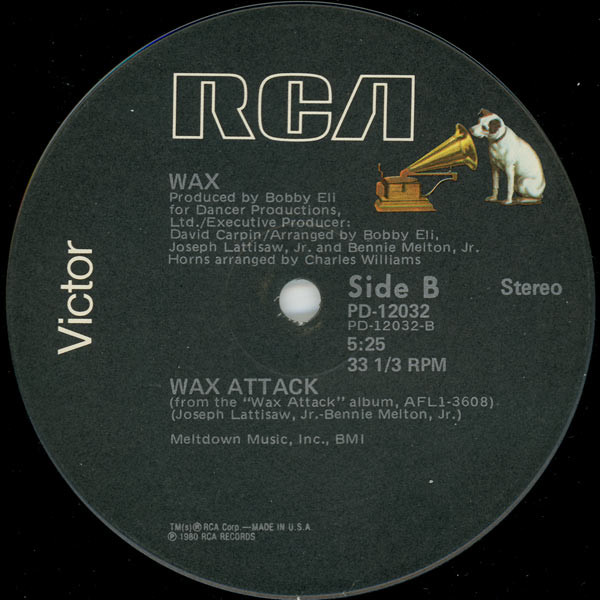 RCA
Victor
WAX
Produced by Bobby Eli
for Dancer Productions,
Ltd./Executive Producer:
David Carpin/Arranged by Bobby Eli,
Joseph Lattisaw, Jr. and Bennie Melton, Jr.
Horns arranged by Charles Williams
Side B
Stereo
PD-12032
PD-12032-B
5:25
33 1/3 RPM
WAX ATTACK
(from the "Wax Attack" album, AFL1-3608)
(Joseph Lattisaw, Jr.-Bennie Melton, Jr.)
Meltdown Music, Inc., BMI
TM(s)® RCA Corp.—MADE IN U.S.A.
℗ 1980 RCA RECORDS